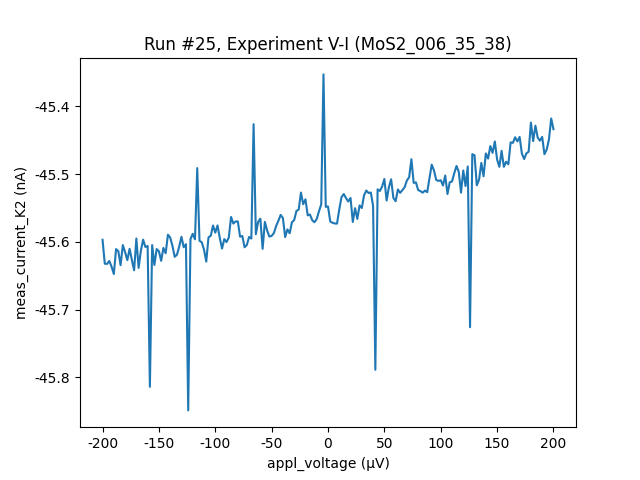 Run #25, Experiment V-I (MoS2_006_35_38)
meas_current_K2 (nA)
-45.4
-45.5
-45.6
-45.7
-45.8
-200 -150 -100 -50 0 50 100 150 200
appl_voltage (µV)